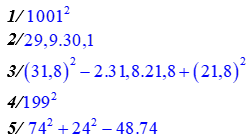 1/ 1001²
2/ 29,9.30,1
3/ (31,8)² − 2.31,8.21,8 + (21,8)²
4/ 199²
5/ 74² + 24² − 48.74